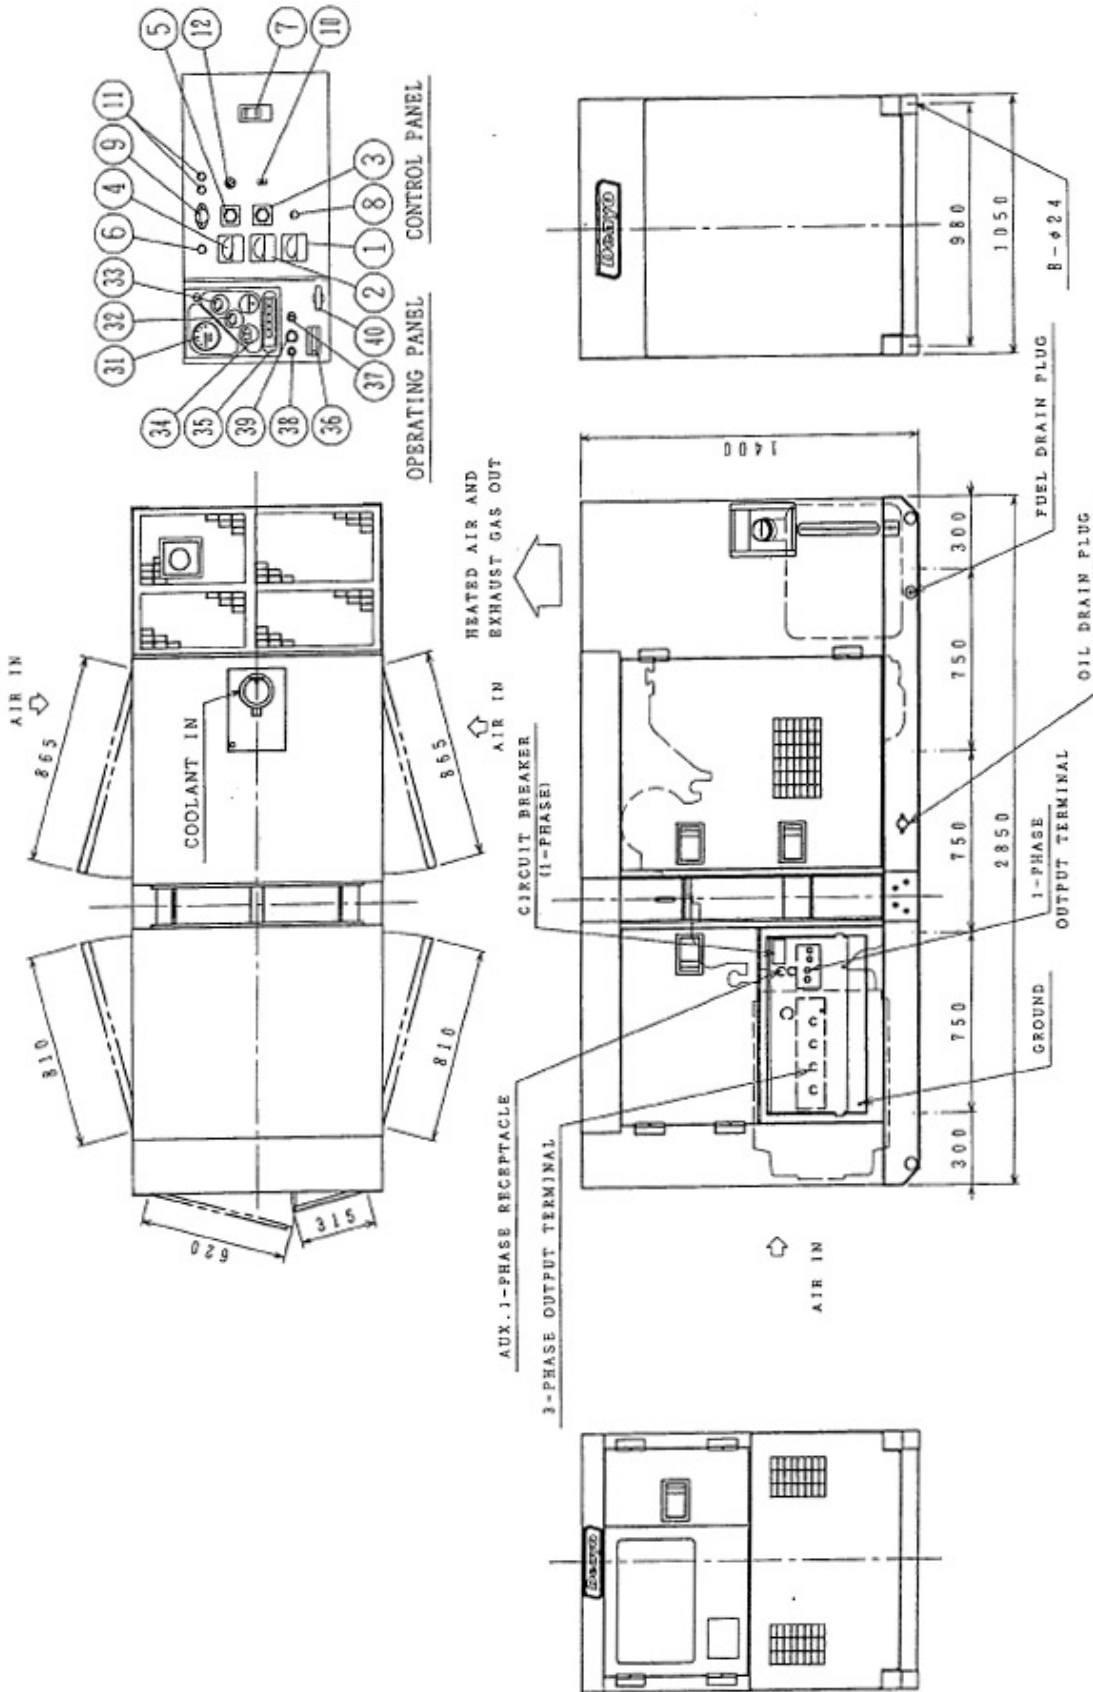 5
12
7
10
11
9
4
6
33
32
31
3
8
1
2
40
37
36
38
39
35
34
CONTROL PANEL
OPERATING PANEL
AIR IN
865
COOLANT IN
855
AIR IN
HEATED AIR AND
EXHAUST GAS OUT
810
810
620
315
Denyo
980
1050
8-φ24
1400
CIRCUIT BREAKER
(1-PHASE)
FUEL DRAIN PLUG
OIL DRAIN PLUG
1-PHASE
OUTPUT TERMINAL
GROUND
300
750
750
750
300
2850
AUX.1-PHASE RECEPTACLE
3-PHASE OUTPUT TERMINAL
AIR IN
Denyo